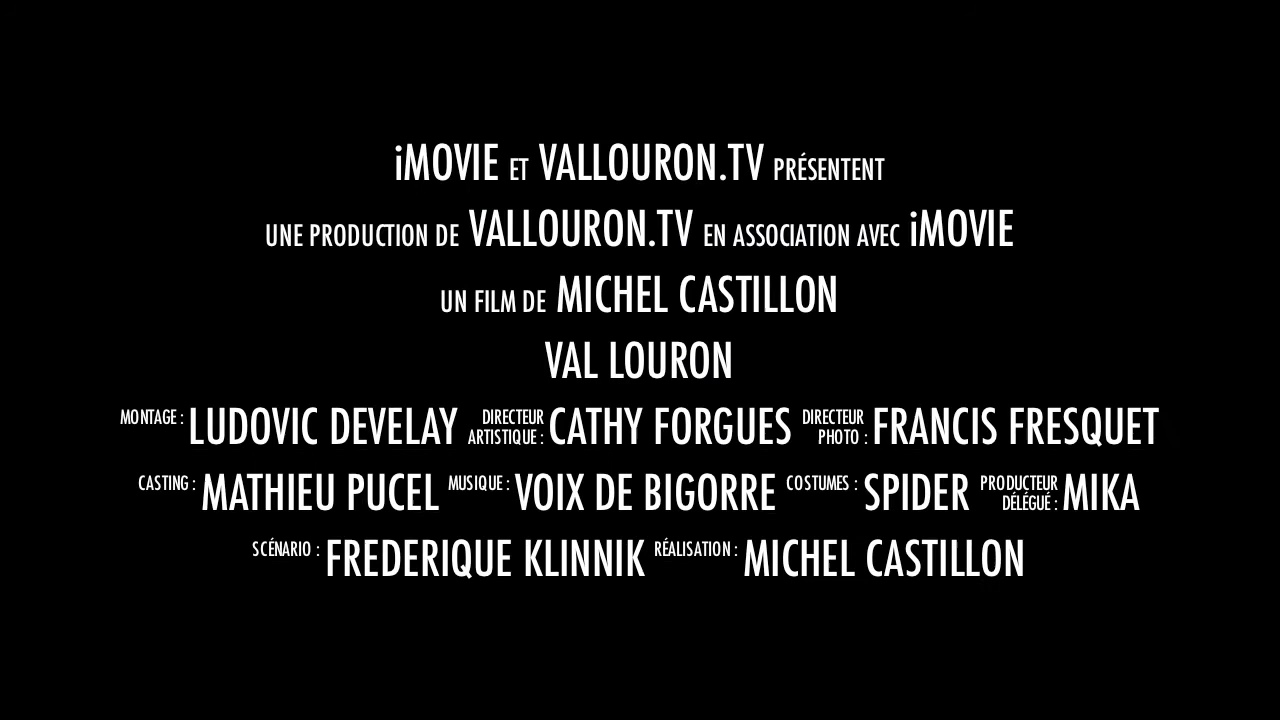 iMOVIE ET VALLOURON.TV PRÉSENTENT
UNE PRODUCTION DE VALLOURON.TV EN ASSOCIATION AVEC iMOVIE
UN FILM DE MICHEL CASTILLON
VAL LOURON
MONTAGE : LUDOVIC DEVELAY DIRECTEUR ARTISTIQUE : CATHY FORGUES DIRECTEUR PHOTO : FRANCIS FRESQUET
CASTING : MATHIEU PUCEL MUSIQUE : VOIX DE BIGORRE COSTUMES : SPIDER PRODUCTEUR DÉLÉGUÉ : MIKA
SCÉNARIO : FREDERIQUE KLINNIK RÉALISATION : MICHEL CASTILLON